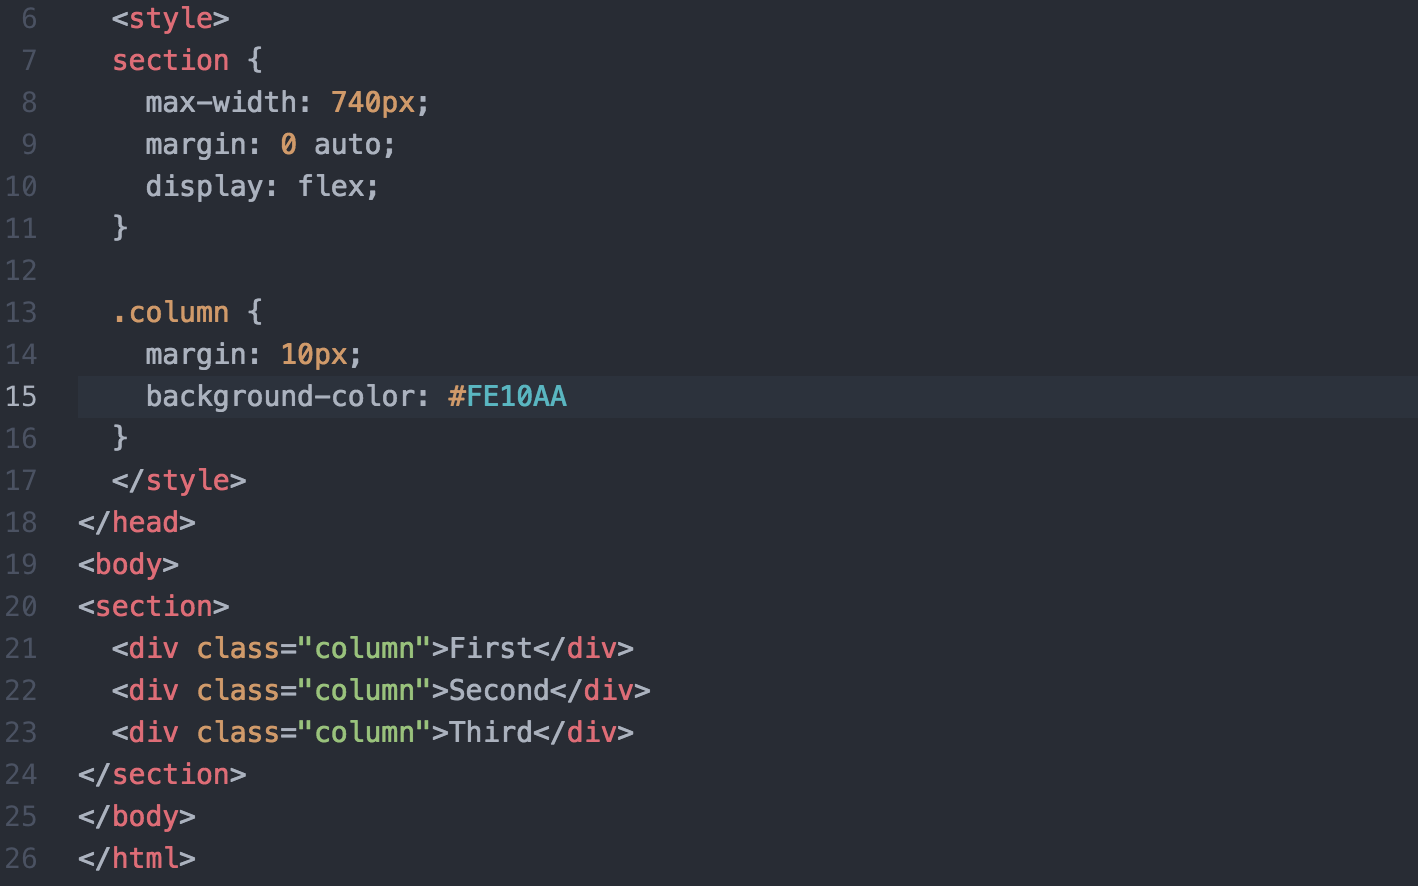 6 <style>
7 section {
8 max-width: 740px;
9 margin: 0 auto;
10 display: flex;
11 }
12
13 .column {
14 margin: 10px;
15 background-color: #FE10AA
16 }
17 </style>
18 </head>
19 <body>
20 <section>
21 <div class="column">First</div>
22 <div class="column">Second</div>
23 <div class="column">Third</div>
24 </section>
25 </body>
26 </html>